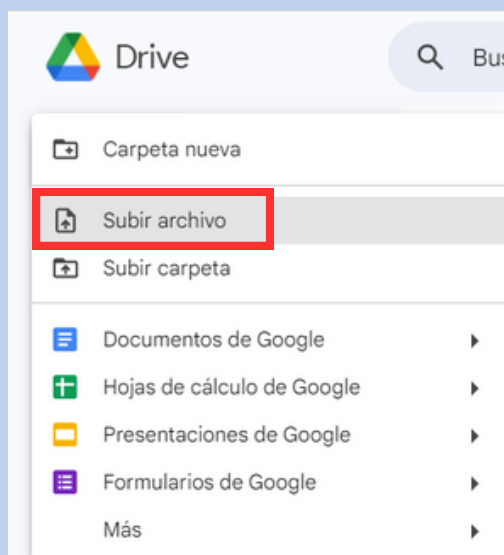 Drive
Carpeta nueva
Subir archivo
Subir carpeta
Documentos de Google
Hojas de cálculo de Google
Presentaciones de Google
Formularios de Google
Más